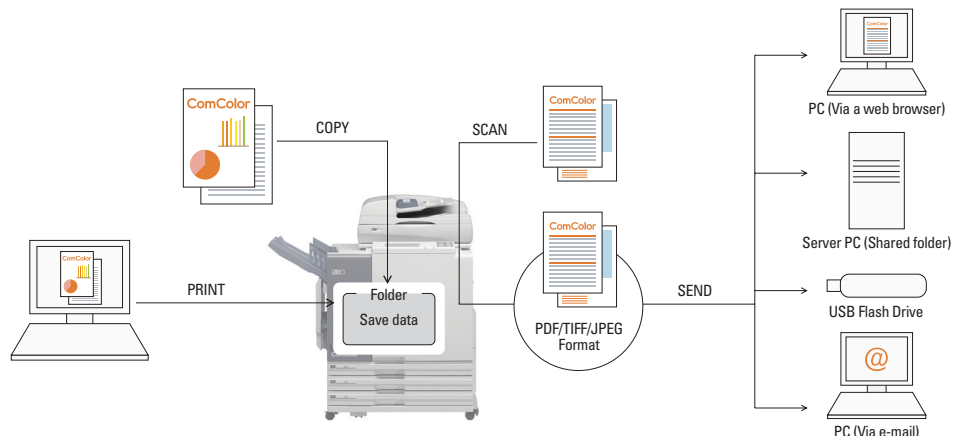 ComColor
COPY
SCAN
ComColor
PC (Via a web browser)
ComColor
Server PC (Shared folder)
ComColor
PRINT
Folder
Save data
PDF/TIFF/JPEG
Format
SEND
USB Flash Drive
@
PC (Via e-mail)